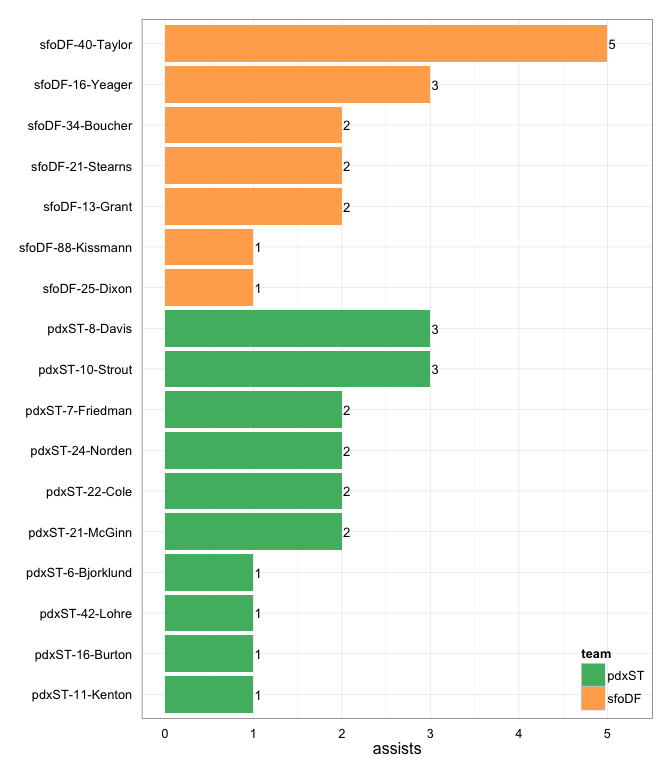 sfoDF-40-Taylor 5
sfoDF-16-Yeager 3
sfoDF-34-Boucher 2
sfoDF-21-Stearns 2
sfoDF-13-Grant 2
sfoDF-88-Kissmann 1
sfoDF-25-Dixon 1
pdxST-8-Davis 3
pdxST-10-Strout 3
pdxST-7-Friedman 2
pdxST-24-Norden 2
pdxST-22-Cole 2
pdxST-21-McGinn 2
pdxST-6-Bjorklund 1
pdxST-42-Lohre 1
pdxST-16-Burton 1
pdxST-11-Kenton 1
team
pdxST
sfoDF
0 1 2 3 4 5
assists